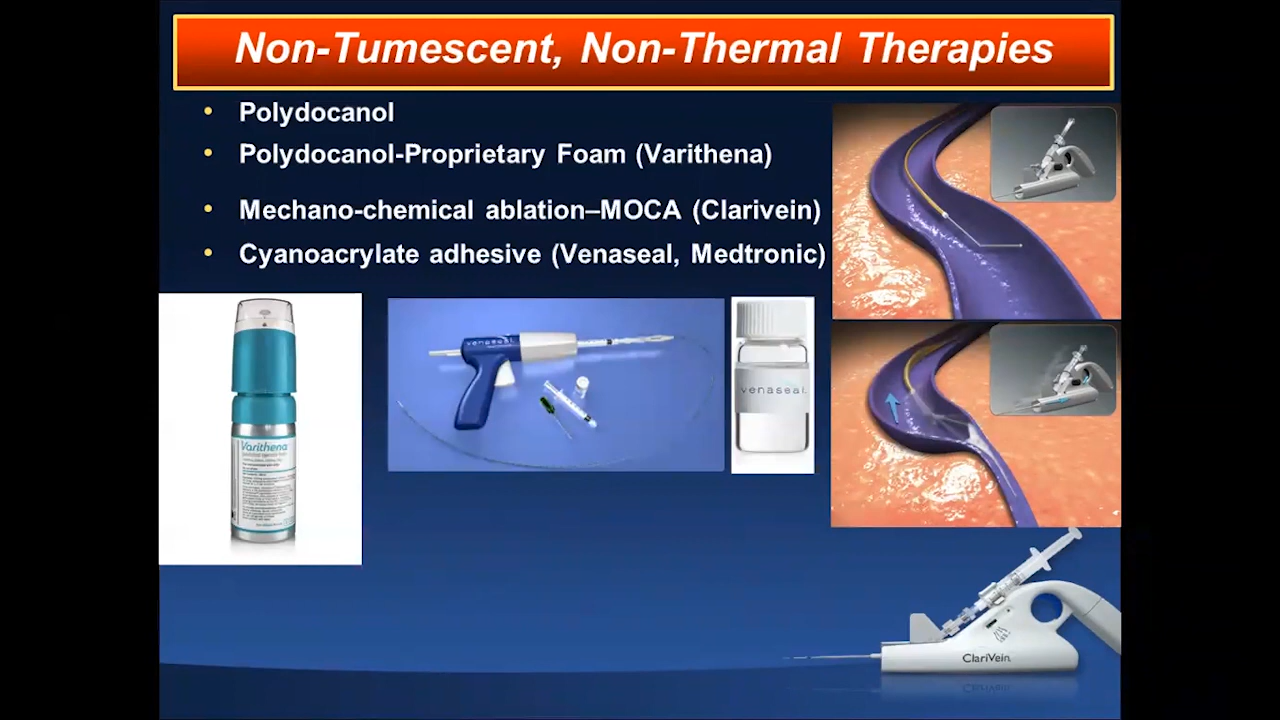 Non-Tumescent, Non-Thermal Therapies
• Polydocanol
• Polydocanol-Proprietary Foam (Varithena)
• Mechano-chemical ablation–MOCA (Clarivein)
• Cyanoacrylate adhesive (Venaseal, Medtronic)
venaseal
venaseal
Varithena
ClariVein